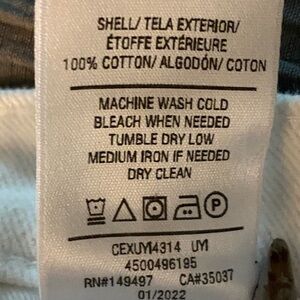 SHELL/ TELA EXTERIOR/
ÉTOFFE EXTÉRIEURE
100% COTTON/ ALGODÓN/ COTON
MACHINE WASH COLD
BLEACH WHEN NEEDED
TUMBLE DRY LOW
MEDIUM IRON IF NEEDED
DRY CLEAN
P
CEXUYI4314 UYI
4500496195
RN#149497 CA#35037
01/2022